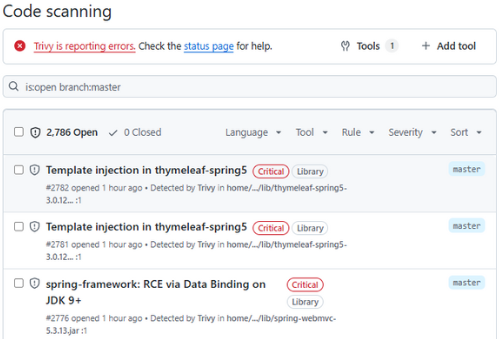 Code scanning
Trivy is reporting errors. Check the status page for help.
Tools 1
Add tool
is:open branch:master
2,786 Open
0 Closed
Language
Tool
Rule
Severity
Sort
Template injection in thymeleaf-spring5 Critical Library
master
#2782 opened 1 hour ago • Detected by Trivy in home/.../lib/thymeleaf-spring5-
3.0.12... :1
Template injection in thymeleaf-spring5 Critical Library
master
#2781 opened 1 hour ago • Detected by Trivy in home/.../lib/thymeleaf-spring5-
3.0.12... :1
spring-framework: RCE via Data Binding on
JDK 9+
Critical
Library
master
#2776 opened 1 hour ago • Detected by Trivy in home/.../lib/spring-webmvc-
5.3.13.jar :1